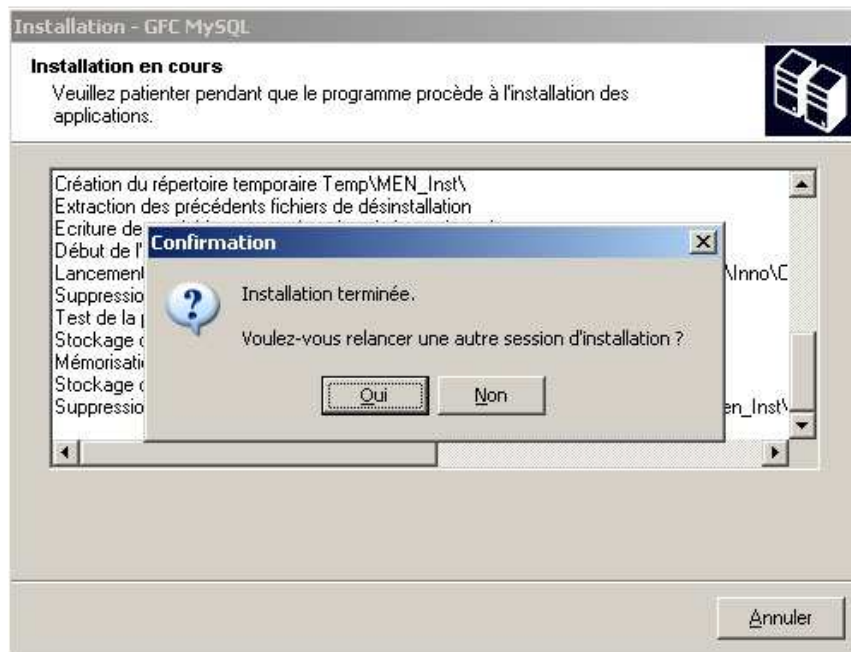 Installation - GFC MySQL
Installation en cours
Veuillez patienter pendant que le programme procède à l'installation des
applications.
Création du répertoire temporaire Temp\MEN_Inst\
Extraction des précédents fichiers de désinstallation
Ecriture de
Début de l'
Lancement \Inno\C
Suppressio
Test de la
Stockage
Mémorisati
Stockage
Suppressio en_Inst\
Confirmation
Installation terminée.
Voulez-vous relancer une autre session d'installation ?
Oui Non
Annuler